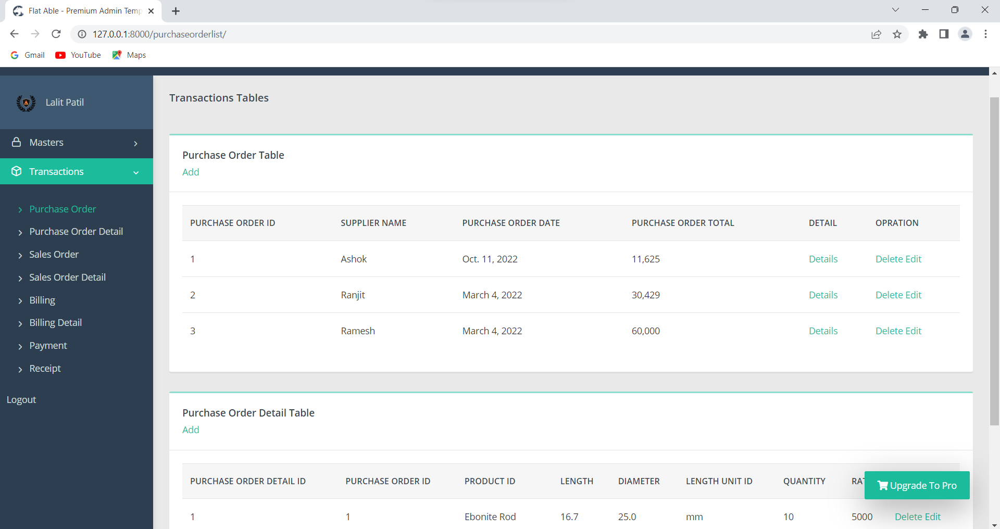 Flat Able - Premium Admin Temp
127.0.0.1:8000/purchaseorderlist/
Gmail YouTube Maps
Lalit Patil
Masters
Transactions
Purchase Order
Purchase Order Detail
Sales Order
Sales Order Detail
Billing
Billing Detail
Payment
Receipt
Logout
Transactions Tables
Purchase Order Table
Add
PURCHASE ORDER ID SUPPLIER NAME PURCHASE ORDER DATE PURCHASE ORDER TOTAL DETAIL OPRATION
1 Ashok Oct. 11, 2022 11,625 Details Delete Edit
2 Ranjit March 4, 2022 30,429 Details Delete Edit
3 Ramesh March 4, 2022 60,000 Details Delete Edit
Purchase Order Detail Table
Add
PURCHASE ORDER DETAIL ID PURCHASE ORDER ID PRODUCT ID LENGTH DIAMETER LENGTH UNIT ID QUANTITY
Upgrade To Pro
1 1 Ebonite Rod 16.7 25.0 mm 10 5000 Delete Edit